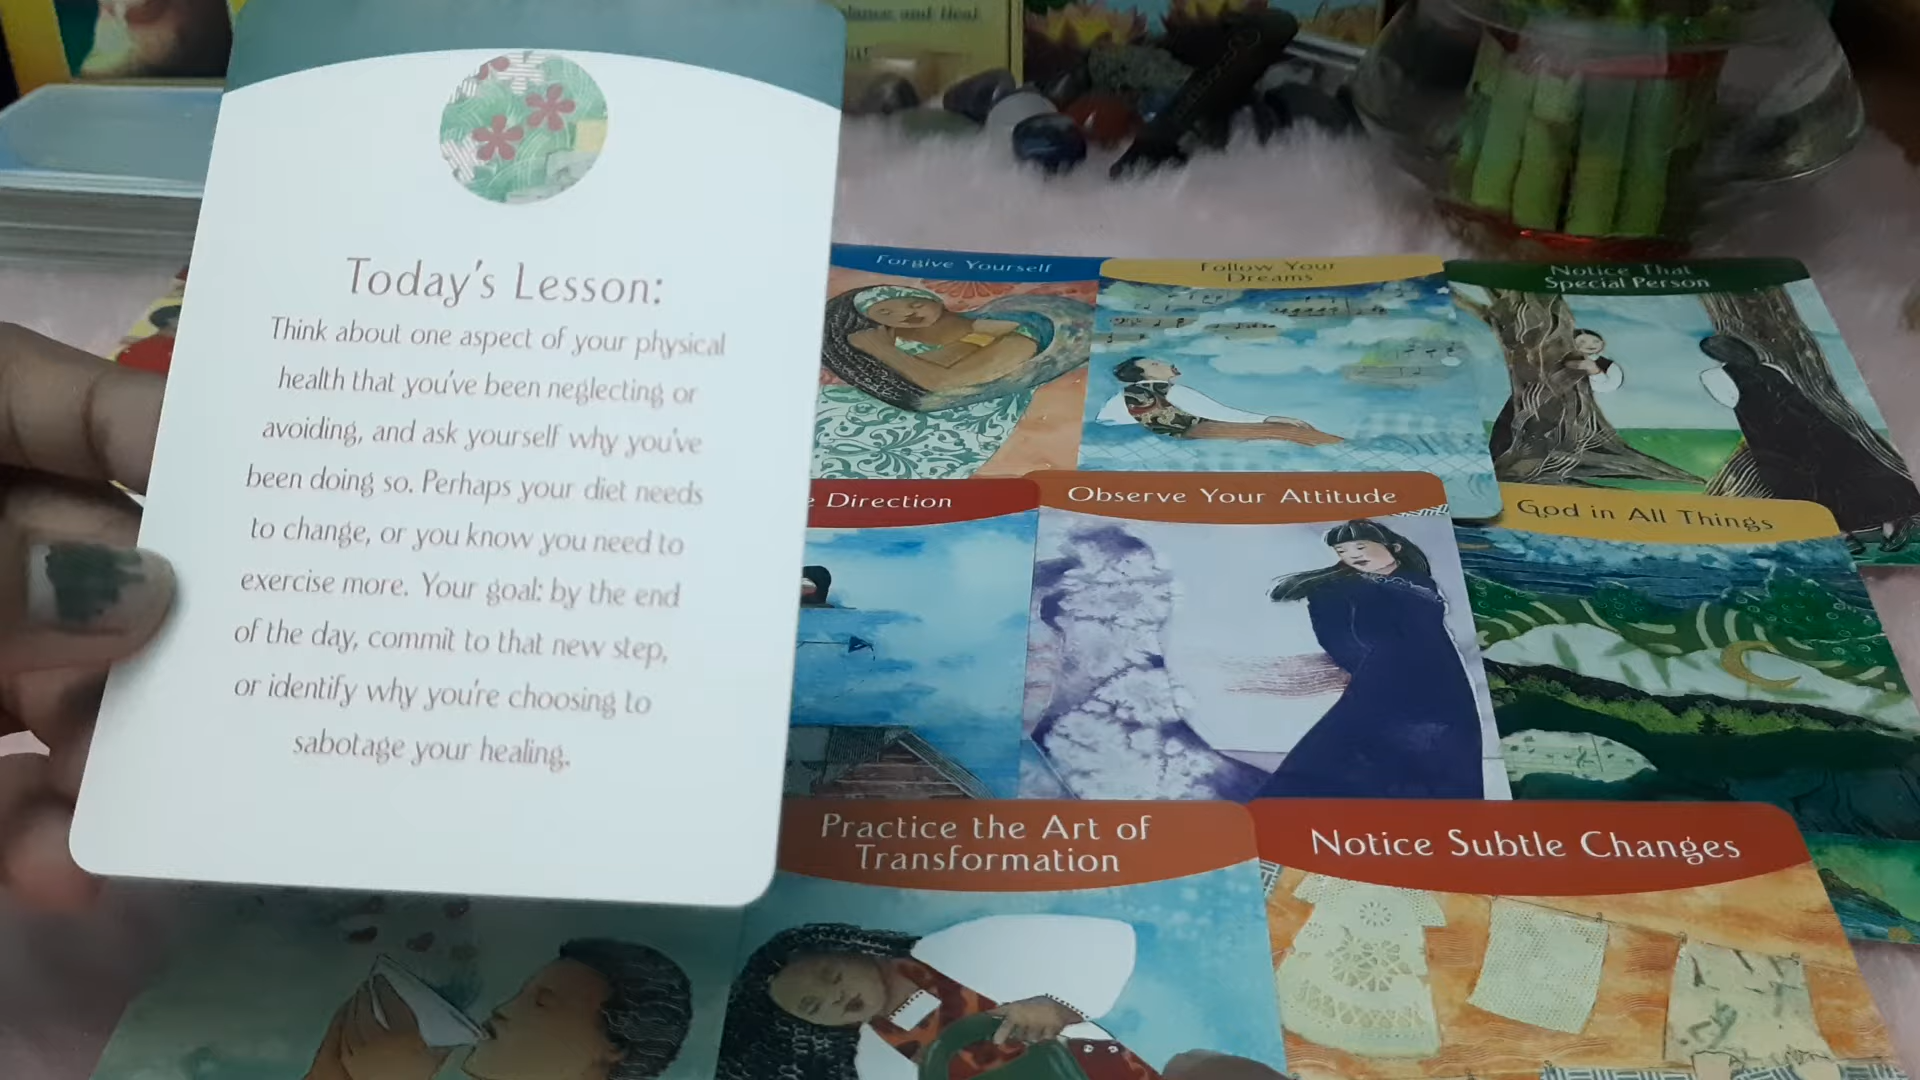 Today's Lesson:
Think about one aspect of your physical
health that you've been neglecting or
avoiding, and ask yourself why you've
been doing so. Perhaps your diet needs
to change, or you know you need to
exercise more. Your goal: by the end
of the day, commit to that new step,
or identify why you're choosing to
sabotage your healing.
lance and Heal
Forgive Yourself
Follow Your
Dreams
Notice That
Special Person
e Direction
Observe Your Attitude
God in All Things
Practice the Art of
Transformation
Notice Subtle Changes